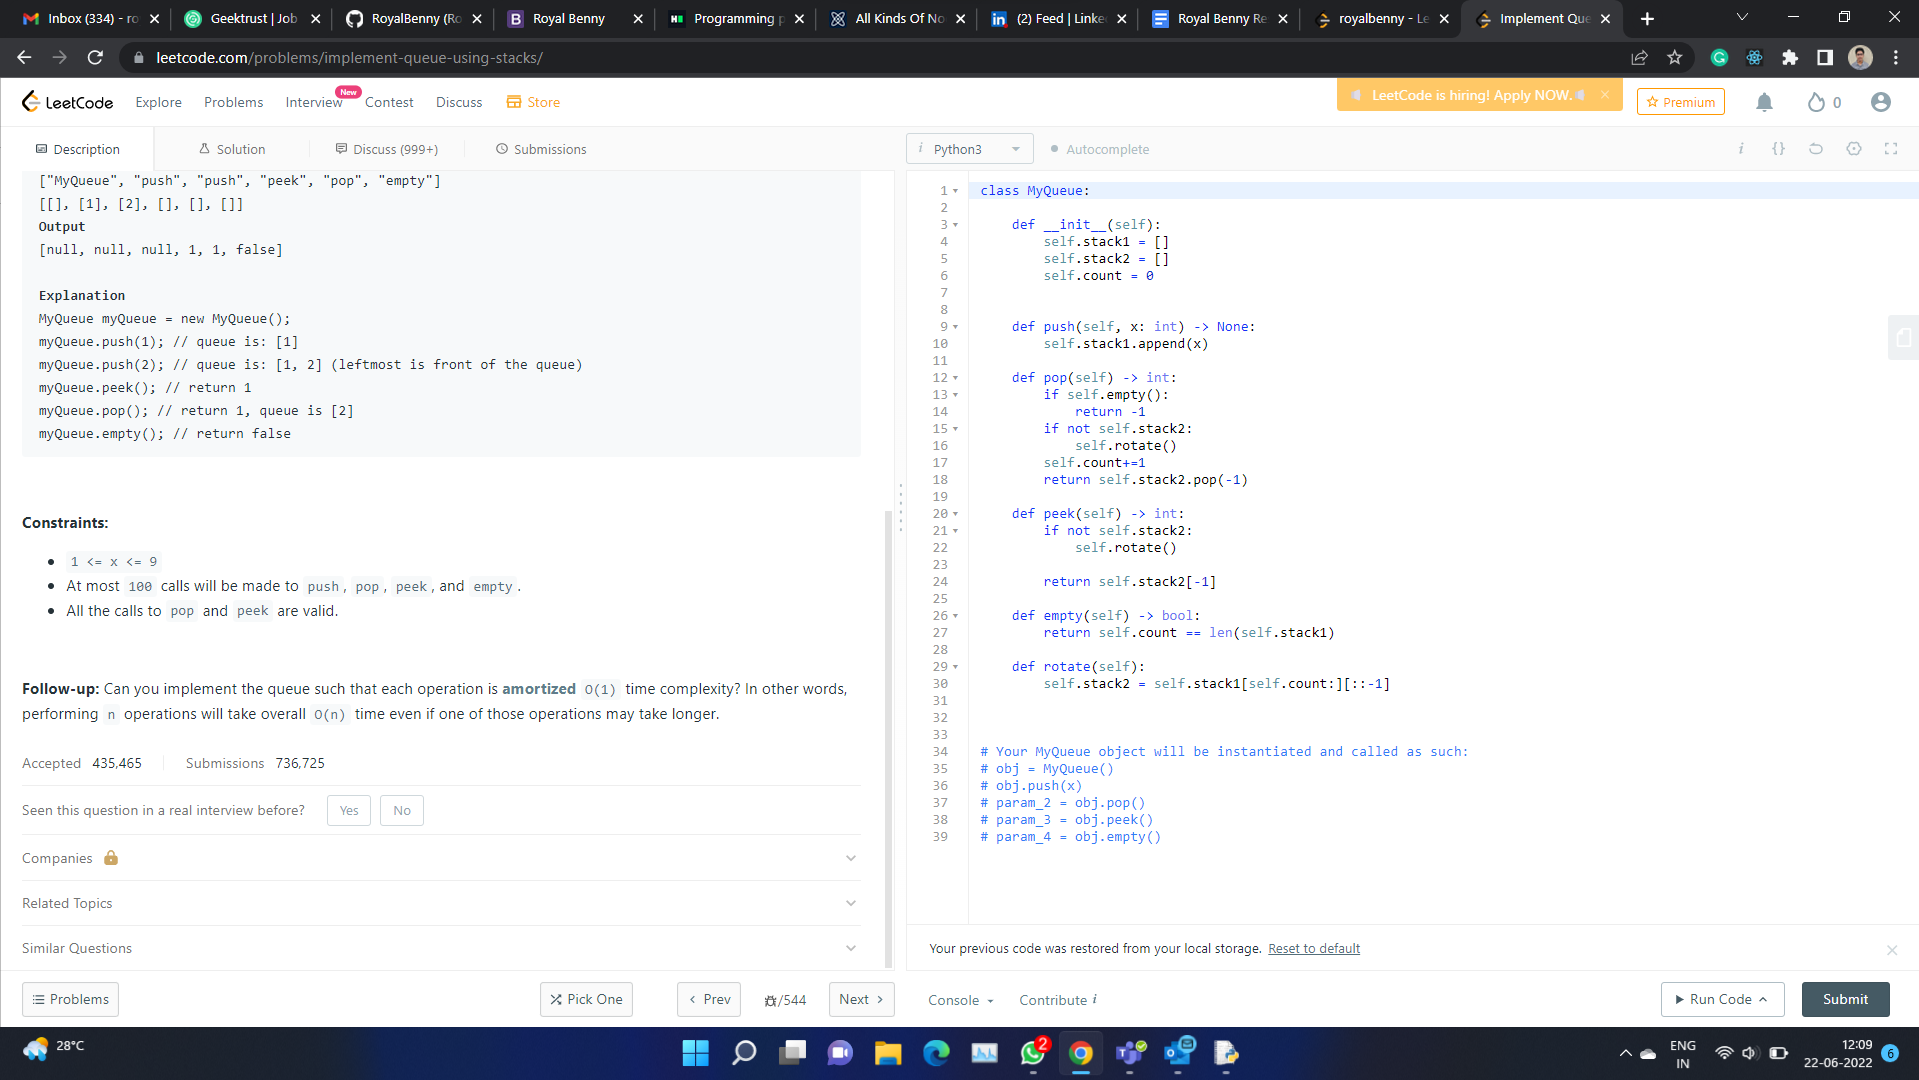 Inbox (334) - ro
Geektrust | Job
RoyalBenny (Ro
Royal Benny
Programming p
All Kinds Of No
(2) Feed | Linke
Royal Benny Re
royalbenny - Le
Implement Que
leetcode.com/problems/implement-queue-using-stacks/
LeetCode
Explore
Problems
Interview
New
Contest
Discuss
Store
LeetCode is hiring! Apply NOW.
Premium
0
Description
Solution
Discuss (999+)
Submissions
Python3
Autocomplete
["MyQueue", "push", "push", "peek", "pop", "empty"]
[[], [1], [2], [], [], []]
Output
[null, null, null, 1, 1, false]
Explanation
MyQueue myQueue = new MyQueue();
myQueue.push(1); // queue is: [1]
myQueue.push(2); // queue is: [1, 2] (leftmost is front of the queue)
myQueue.peek(); // return 1
myQueue.pop(); // return 1, queue is [2]
myQueue.empty(); // return false
Constraints:
1 <= x <= 9
At most 100 calls will be made to push, pop, peek, and empty.
All the calls to pop and peek are valid.
Follow-up: Can you implement the queue such that each operation is amortized O(1) time complexity? In other words,
performing n operations will take overall O(n) time even if one of those operations may take longer.
Accepted 435,465
Submissions 736,725
Seen this question in a real interview before?
Yes
No
Companies
Related Topics
Similar Questions
Problems
Pick One
Prev
/544
Next
1 class MyQueue:
2
3 def __init__(self):
4 self.stack1 = []
5 self.stack2 = []
6 self.count = 0
7
8
9 def push(self, x: int) -> None:
10 self.stack1.append(x)
11
12 def pop(self) -> int:
13 if self.empty():
14 return -1
15 if not self.stack2:
16 self.rotate()
17 self.count+=1
18 return self.stack2.pop(-1)
19
20 def peek(self) -> int:
21 if not self.stack2:
22 self.rotate()
23
24 return self.stack2[-1]
25
26 def empty(self) -> bool:
27 return self.count == len(self.stack1)
28
29 def rotate(self):
30 self.stack2 = self.stack1[self.count:][::-1]
31
32
33
34 # Your MyQueue object will be instantiated and called as such:
35 # obj = MyQueue()
36 # obj.push(x)
37 # param_2 = obj.pop()
38 # param_3 = obj.peek()
39 # param_4 = obj.empty()
Your previous code was restored from your local storage. Reset to default
Console
Contribute i
Run Code
Submit
28°C
2
ENG
IN
12:09
22-06-2022
6